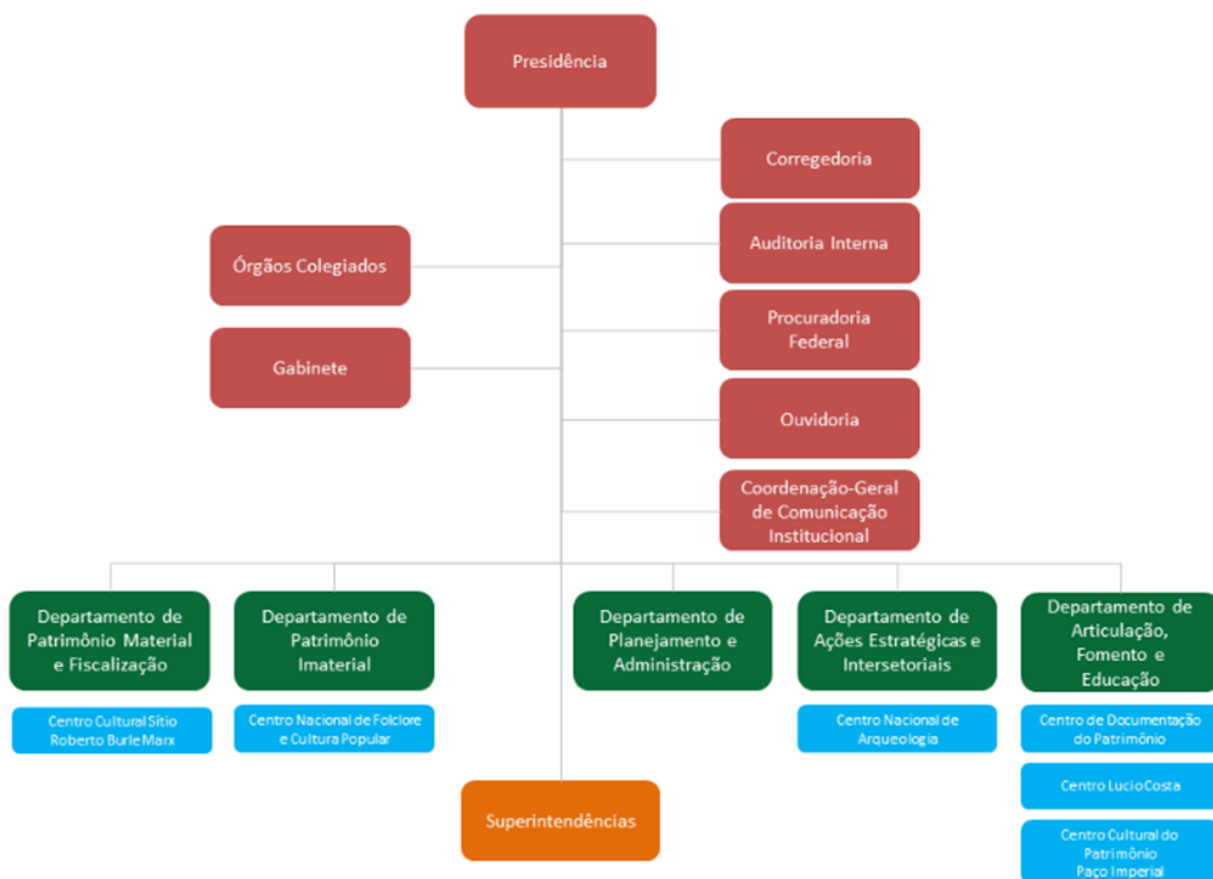 Presidência
Corregedoria
Auditoria Interna
Órgãos Colegiados
Procuradoria
Federal
Gabinete
Ouvidoria
Coordenação-Geral
de Comunicação
Institucional
Departamento de
Patrimônio Material
e Fiscalização
Departamento de
Patrimônio
Imaterial
Departamento de
Planejamento e
Administração
Departamento de
Ações Estratégicas e
Intersetoriais
Departamento de
Articulação,
Fomento e
Educação
Centro Cultural Sítio
Roberto Burle Marx
Centro Nacional de Folclore
e Cultura Popular
Centro Nacional de
Arqueologia
Centro de Documentação
do Patrimônio
Centro Lucio Costa
Superintendências
Centro Cultural do
Patrimônio
Paço Imperial